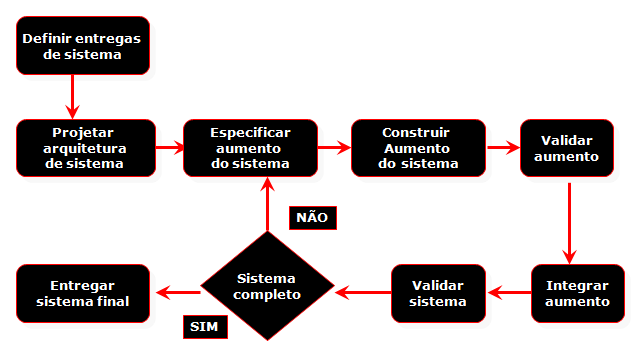 Definir entregas
de sistema
Projetar
arquitetura
de sistema
Especificar
aumento
do sistema
Construir
Aumento
do sistema
Validar
aumento
NÃO
Sistema
completo
SIM
Entregar
sistema final
Validar
sistema
Integrar
aumento